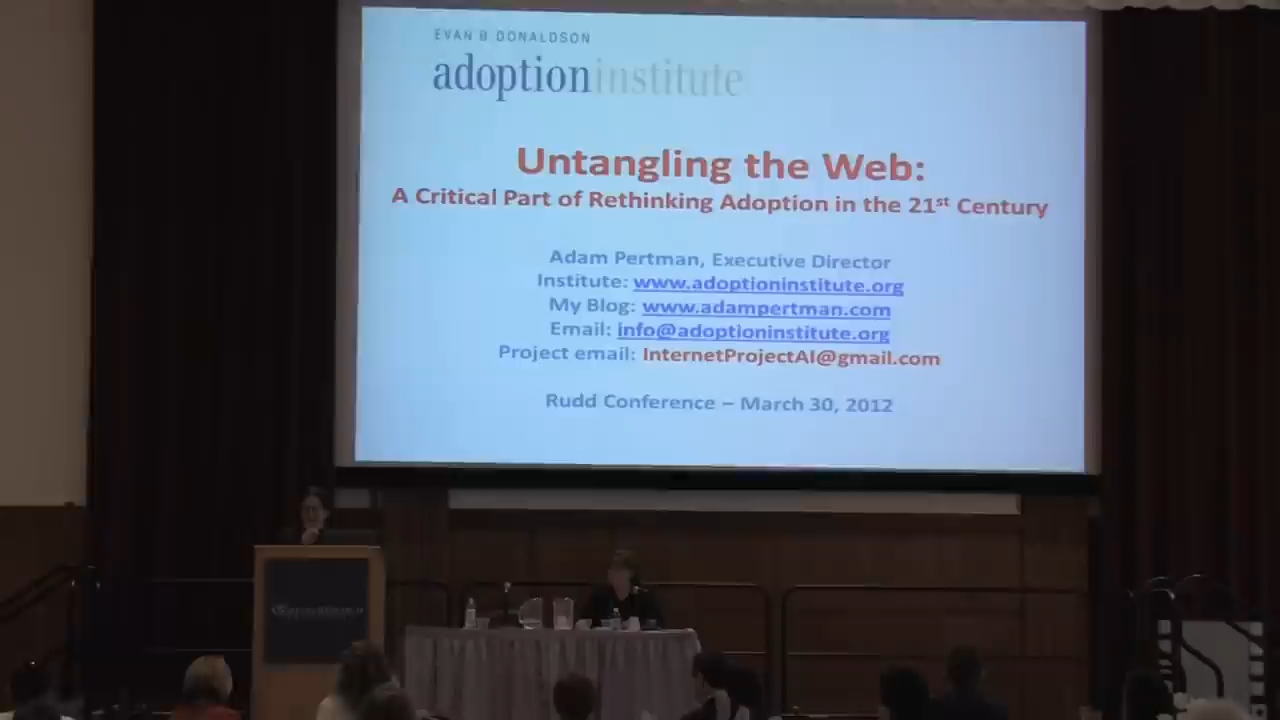 EVAN B DONALDSON
adoptioninstitute
Untangling the Web:
A Critical Part of Rethinking Adoption in the 21st Century
Adam Pertman, Executive Director
Institute: www.adoptioninstitute.org
My Blog: www.adampertman.com
Email: info@adoptioninstitute.org
Project email: InternetProjectAI@gmail.com
Rudd Conference – March 30, 2012